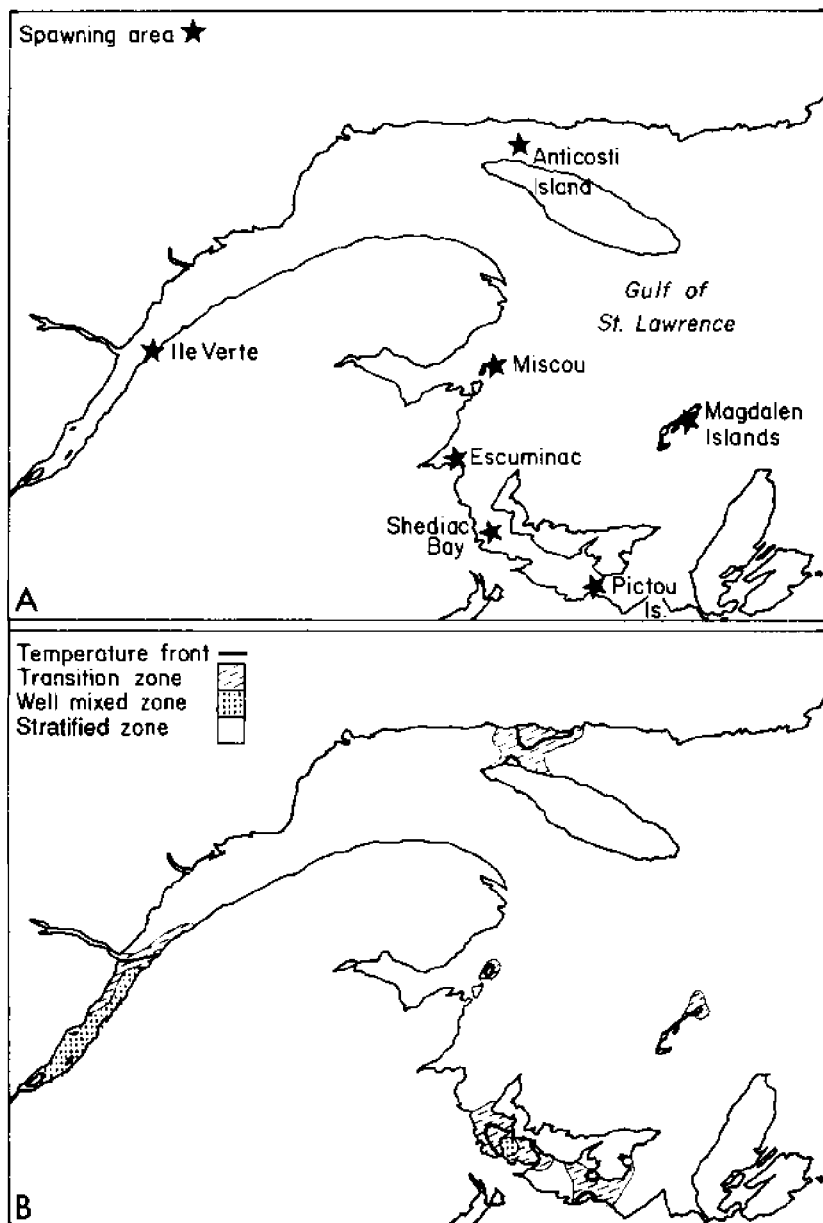 Spawning area
Anticosti
Island
Gulf of
St. Lawrence
Ile Verte
Miscou
Magdalen
Islands
Escuminac
Shediac
Bay
Pictou
Is.
A
Temperature front
Transition zone
Well mixed zone
Stratified zone
B